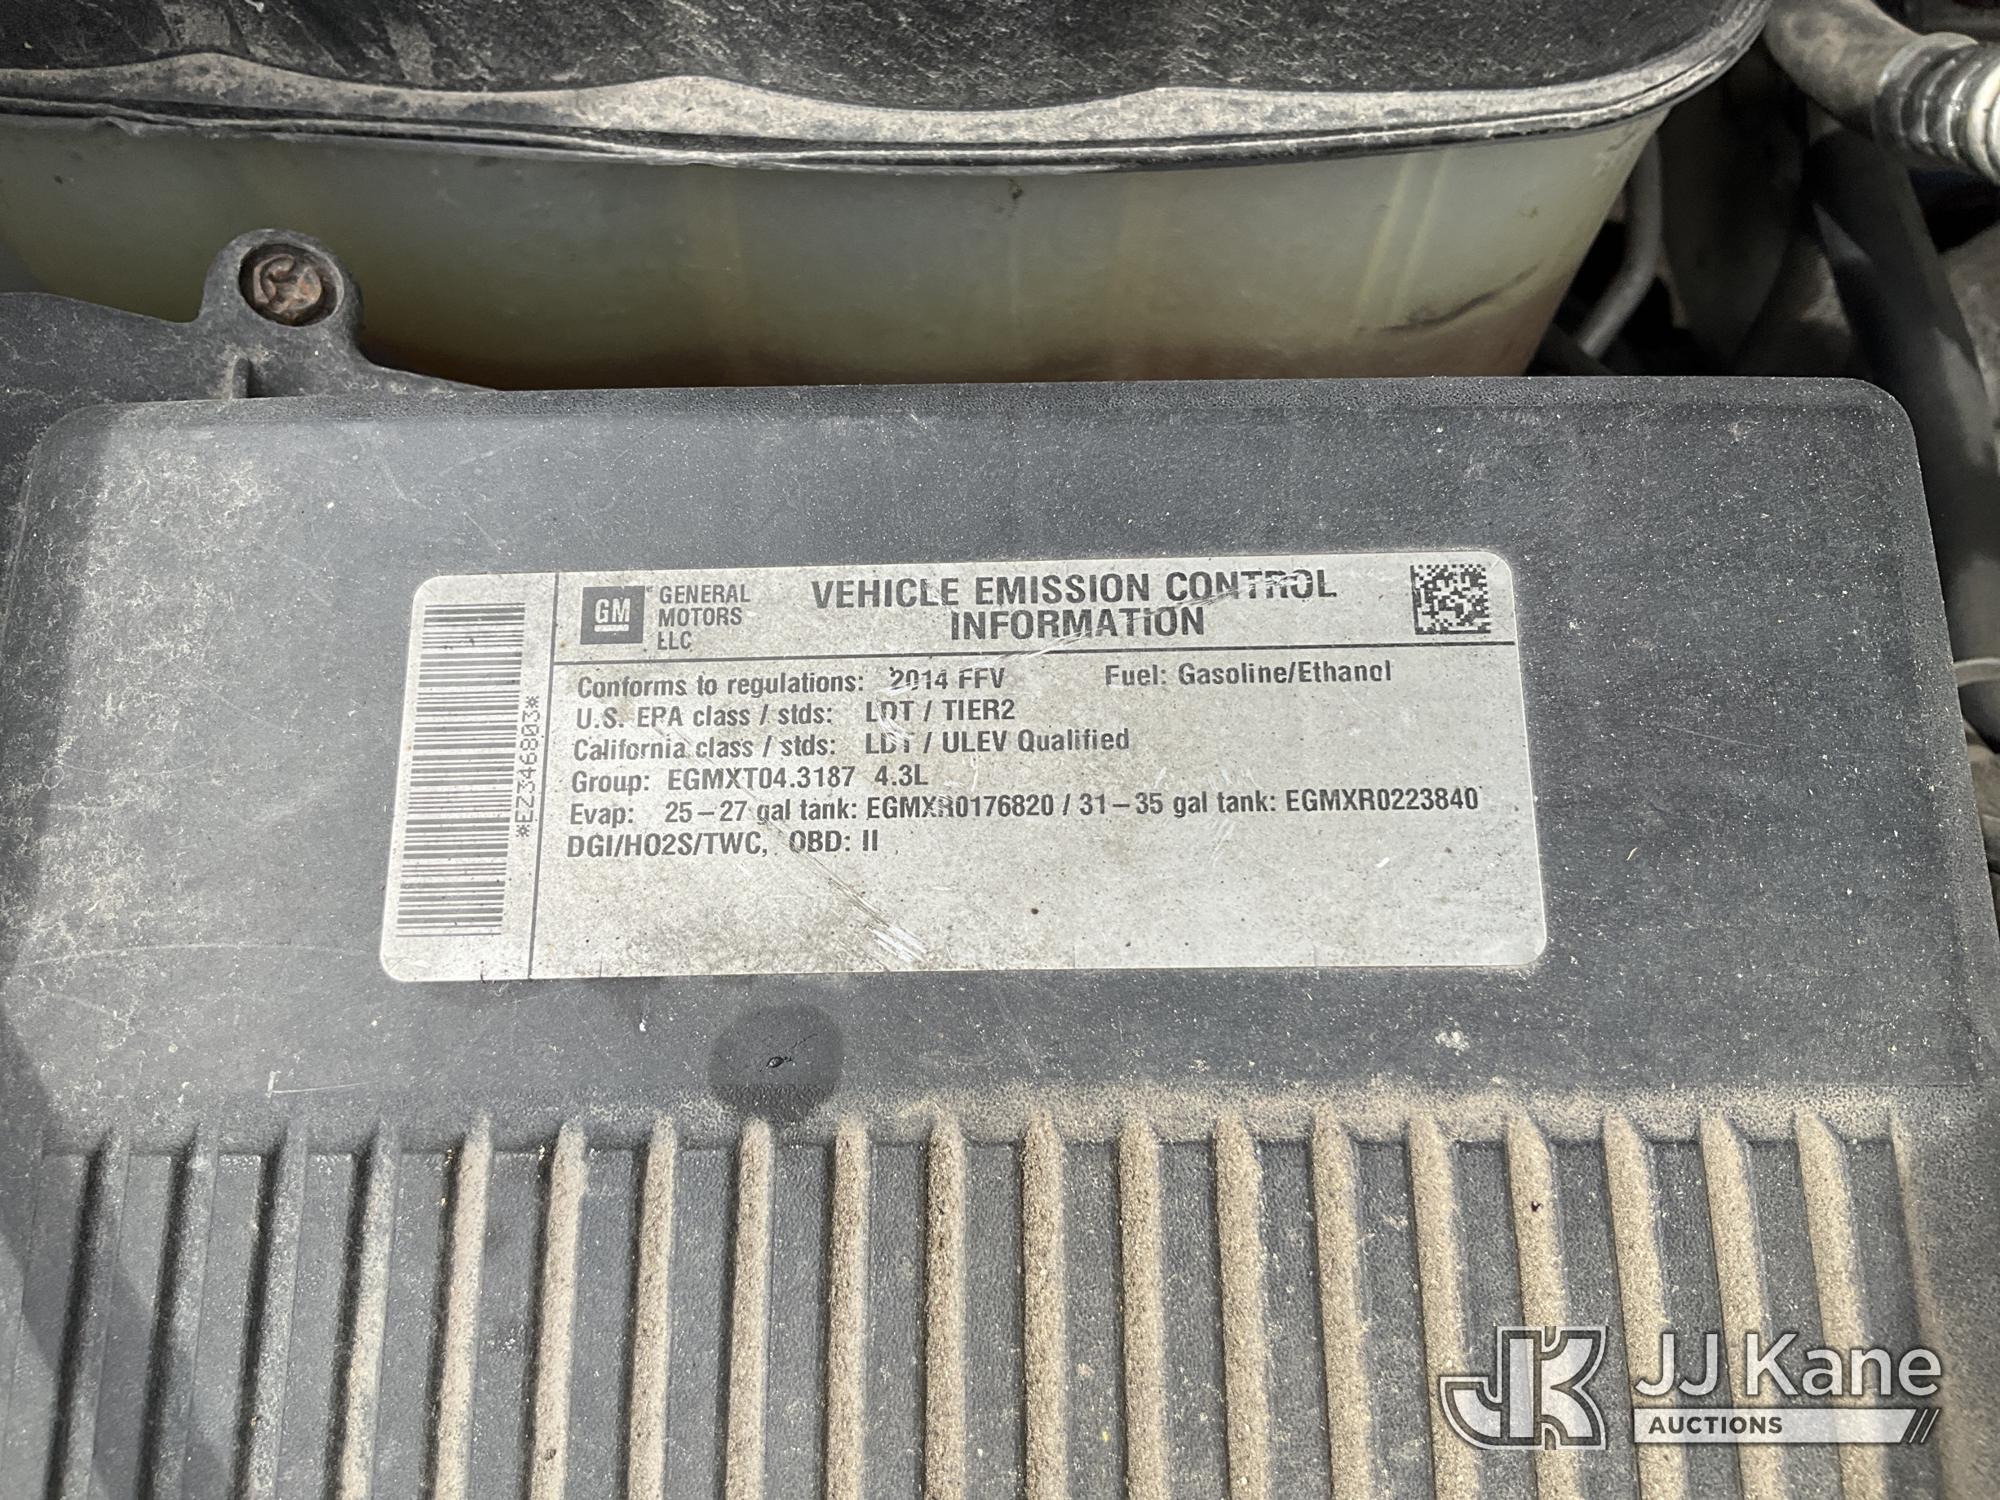 GM
GENERAL
MOTORS
LLC
VEHICLE EMISSION CONTROL
INFORMATION
*EZ346803*
Conforms to regulations: 2014 FFV Fuel: Gasoline/Ethanol
U.S. EPA class / stds: LDT / TIER2
California class / stds: LDT / ULEV Qualified
Group: EGMXT04.3187 4.3L
Evap: 25-27 gal tank: EGMXR0176820 / 31-35 gal tank: EGMXR0223840
DGI/HO2S/TWC, OBD: II
JK JJ Kane
AUCTIONS